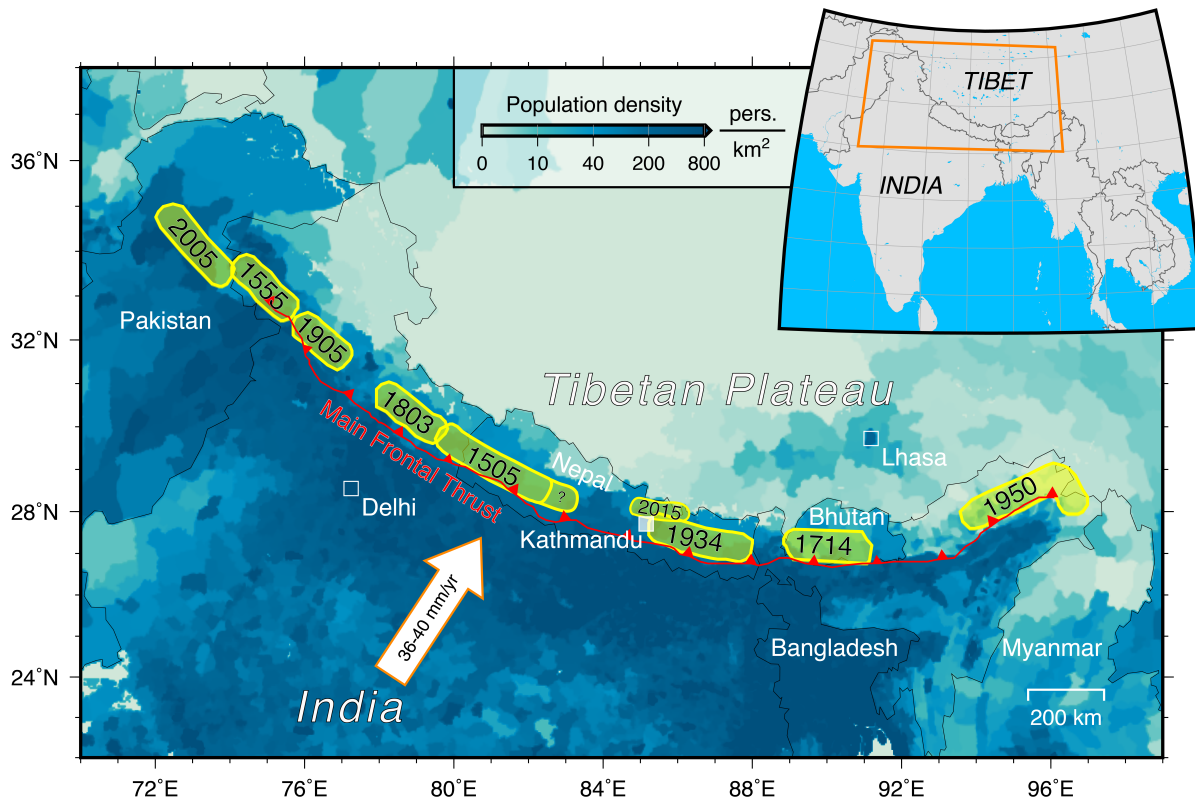 TIBET
INDIA
Population density
pers.
km²
0 10 40 200 800
36°N
32°N
28°N
24°N
2005
1555
1905
Pakistan
1803
1505
?
Tibetan Plateau
Main Frontal Thrust
Nepal
Lhasa
Delhi
2015
Kathmandu
1934
Bhutan
1714
1950
36-40 mm/yr
Bangladesh
Myanmar
India
200 km
72°E 76°E 80°E 84°E 88°E 92°E 96°E